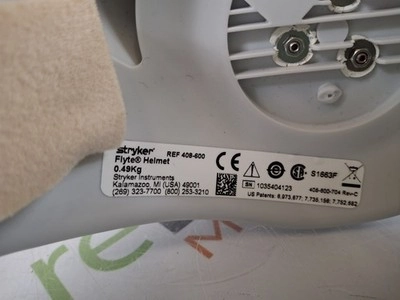 stryker REF 408-600
Flyte® Helmet
0.49Kg
Stryker Instruments
Kalamazoo, MI (USA) 49001
(269) 323-7700 (800) 253-3210
CE
S1663F
SN 1035404123
408-600-704 Rev-C
US Patents: 6,973,677; 7,735,156; 7,752,682
M